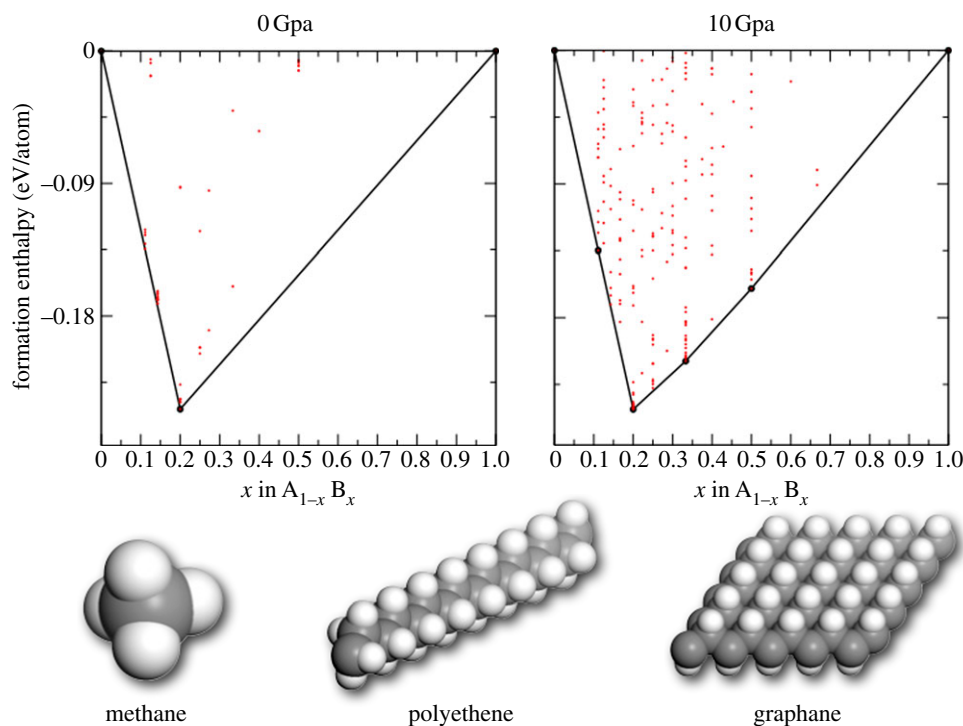 0 Gpa
10 Gpa
formation enthalpy (eV/atom)
0
–0.09
–0.18
0 0.1 0.2 0.3 0.4 0.5 0.6 0.7 0.8 0.9 1.0
0 0.1 0.2 0.3 0.4 0.5 0.6 0.7 0.8 0.9 1.0
x in A1–x Bx
x in A1–x Bx
methane
polyethene
graphane